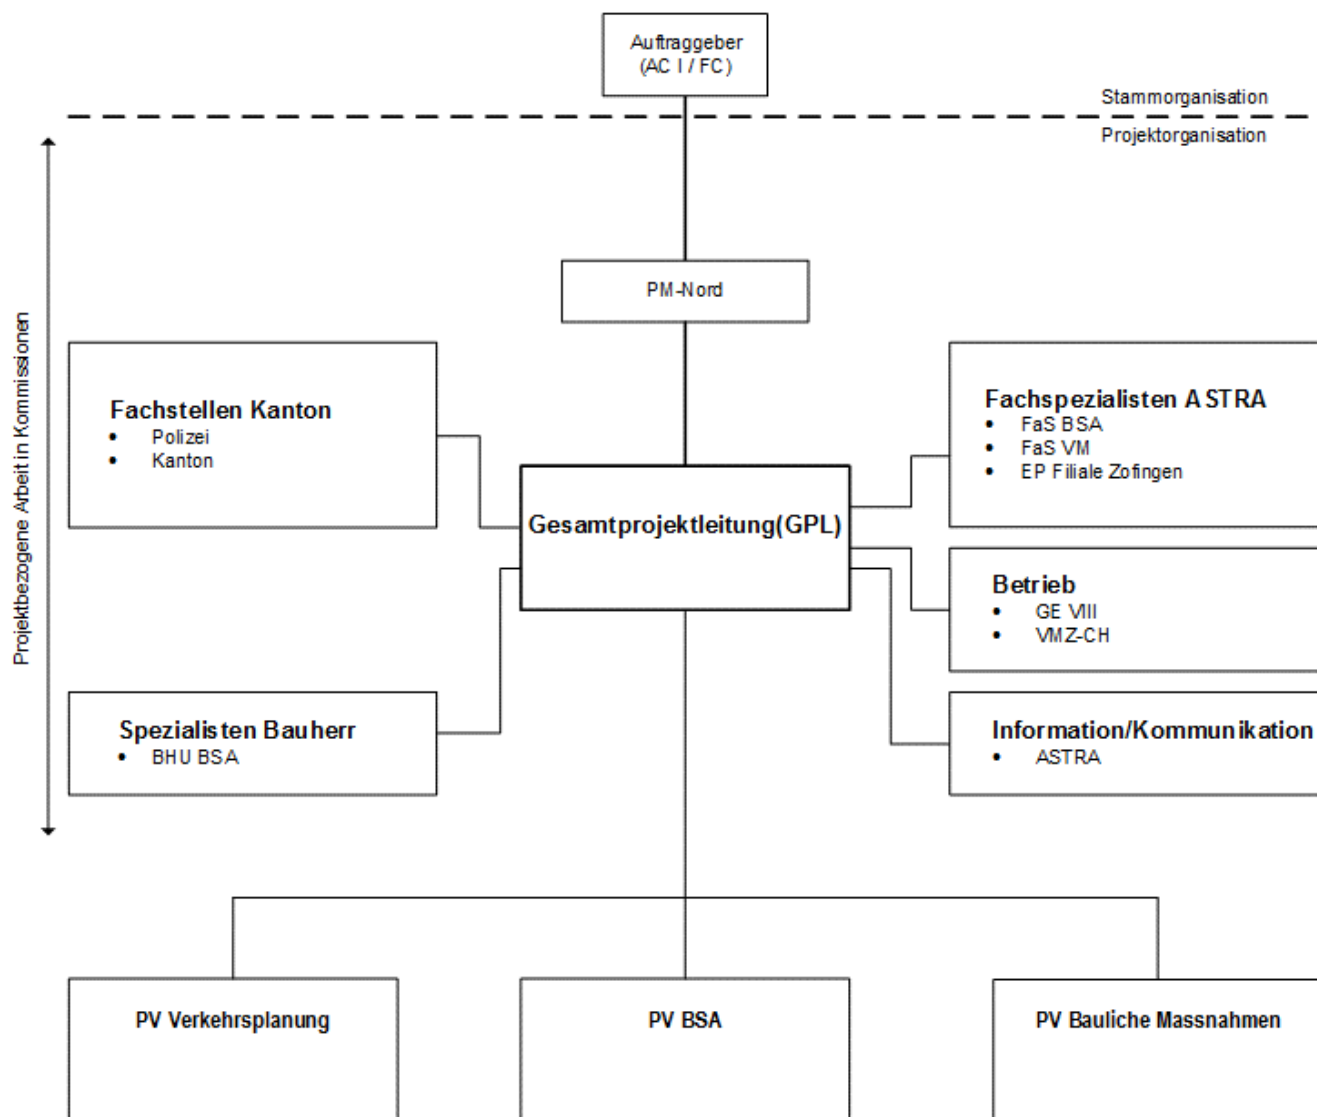 Auftraggeber
(AC I / FC)
Stammorganisation
Projektorganisation
PM-Nord
Projektbezogene Arbeit in Kommissionen
Fachstellen Kanton
• Polizei
• Kanton
Fachspezialisten ASTRA
• FaS BSA
• FaS VM
• EP Filiale Zofingen
Gesamtprojektleitung(GPL)
Betrieb
• GE VIII
• VMZ-CH
Spezialisten Bauherr
• BHU BSA
Information/Kommunikation
• ASTRA
PV Verkehrsplanung
PV BSA
PV Bauliche Massnahmen